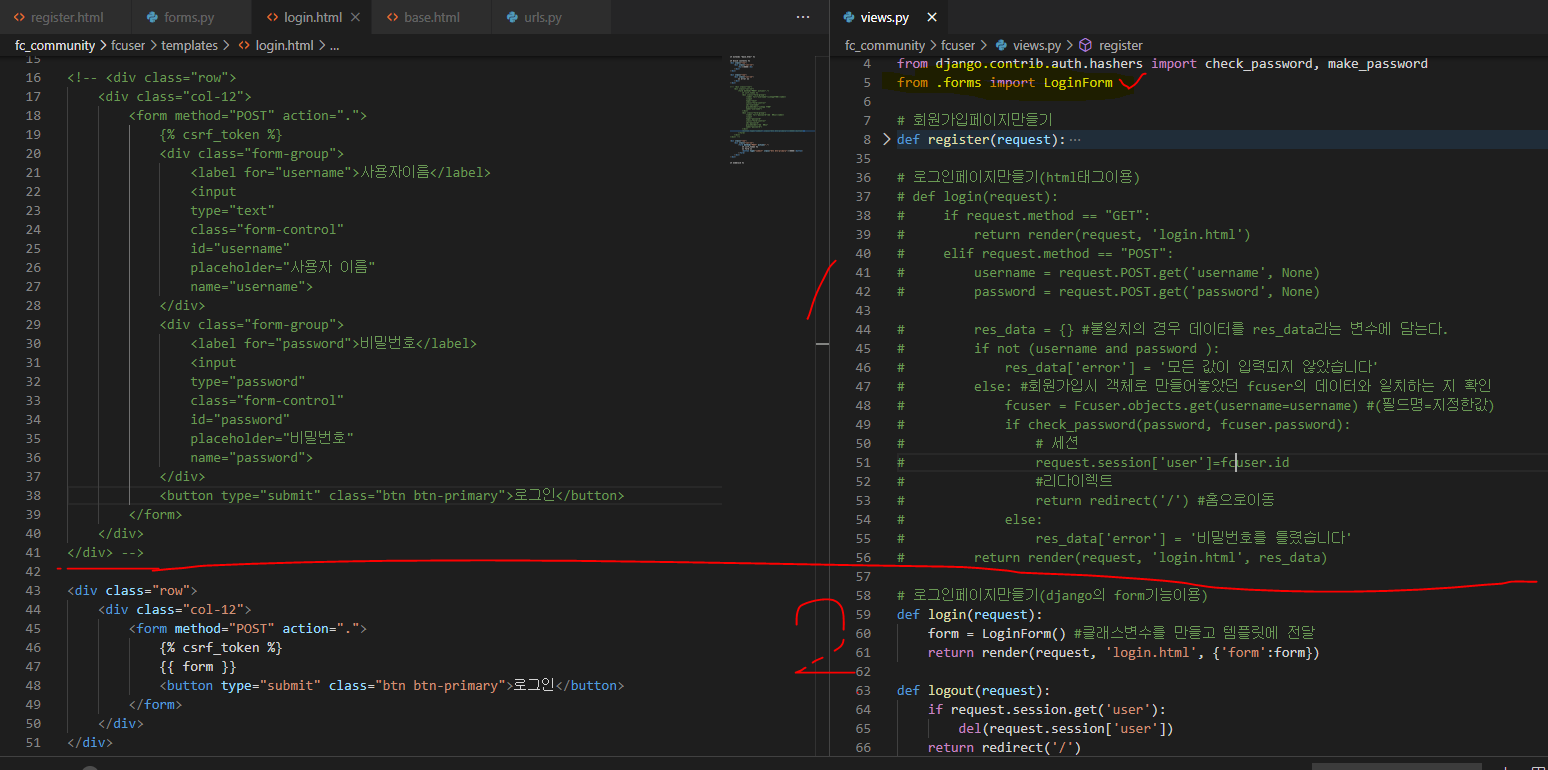 register.html
forms.py
login.html
base.html
urls.py
fc_community > fcuser > templates > login.html > ...
15
16 <!-- <div class="row">
17 <div class="col-12">
18 <form method="POST" action=".">
19 {% csrf_token %}
20 <div class="form-group">
21 <label for="username">사용자이름</label>
22 <input
23 type="text"
24 class="form-control"
25 id="username"
26 placeholder="사용자 이름"
27 name="username">
28 </div>
29 <div class="form-group">
30 <label for="password">비밀번호</label>
31 <input
32 type="password"
33 class="form-control"
34 id="password"
35 placeholder="비밀번호"
36 name="password">
37 </div>
38 <button type="submit" class="btn btn-primary">로그인</button>
39 </form>
40 </div>
41 </div> -->
42
43 <div class="row">
44 <div class="col-12">
45 <form method="POST" action=".">
46 {% csrf_token %}
47 {{ form }}
48 <button type="submit" class="btn btn-primary">로그인</button>
49 </form>
50 </div>
51 </div>
1
2
views.py
fc_community > fcuser > views.py > register
4 from django.contrib.auth.hashers import check_password, make_password
5 from .forms import LoginForm
6
7 # 회원가입페이지만들기
8 def register(request): ...
35
36 # 로그인페이지만들기(html태그이용)
37 # def login(request):
38 # if request.method == "GET":
39 # return render(request, 'login.html')
40 # elif request.method == "POST":
41 # username = request.POST.get('username', None)
42 # password = request.POST.get('password', None)
43
44 # res_data = {} #불일치의 경우 데이터를 res_data라는 변수에 담는다.
45 # if not (username and password ):
46 # res_data['error'] = '모든 값이 입력되지 않았습니다'
47 # else: #회원가입시 객체로 만들어놓았던 fcuser의 데이터와 일치하는 지 확인
48 # fcuser = Fcuser.objects.get(username=username) #(필드명=지정한값)
49 # if check_password(password, fcuser.password):
50 # # 세션
51 # request.session['user']=fcuser.id
52 # #리다이렉트
53 # return redirect('/') #홈으로이동
54 # else:
55 # res_data['error'] = '비밀번호를 틀렸습니다'
56 # return render(request, 'login.html', res_data)
57
58 # 로그인페이지만들기(django의 form기능이용)
59 def login(request):
60 form = LoginForm() #클래스변수를 만들고 템플릿에 전달
61 return render(request, 'login.html', {'form':form})
62
63 def logout(request):
64 if request.session.get('user'):
65 del(request.session['user'])
66 return redirect('/')